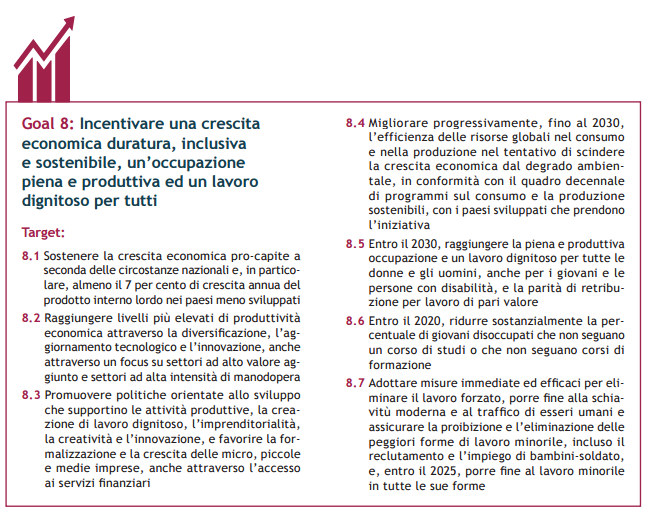 Goal 8: Incentivare una crescita
economica duratura, inclusiva
e sostenibile, un’occupazione
piena e produttiva ed un lavoro
dignitoso per tutti
Target:
8.1 Sostenere la crescita economica pro-capite a
seconda delle circostanze nazionali e, in partico-
lare, almeno il 7 per cento di crescita annua del
prodotto interno lordo nei paesi meno sviluppati
8.2 Raggiungere livelli più elevati di produttività
economica attraverso la diversificazione, l’ag-
giornamento tecnologico e l’innovazione, anche
attraverso un focus su settori ad alto valore ag-
giunto e settori ad alta intensità di manodopera
8.3 Promuovere politiche orientate allo sviluppo
che supportino le attività produttive, la crea-
zione di lavoro dignitoso, l’imprenditorialità,
la creatività e l’innovazione, e favorire la for-
malizzazione e la crescita delle micro, piccole
e medie imprese, anche attraverso l’accesso
ai servizi finanziari
8.4 Migliorare progressivamente, fino al 2030,
l’efficienza delle risorse globali nel consumo
e nella produzione nel tentativo di scindere
la crescita economica dal degrado ambien-
tale, in conformità con il quadro decennale
di programmi sul consumo e la produzione
sostenibili, con i paesi sviluppati che prendono
l’iniziativa
8.5 Entro il 2030, raggiungere la piena e produttiva
occupazione e un lavoro dignitoso per tutte le
donne e gli uomini, anche per i giovani e le
persone con disabilità, e la parità di retribu-
zione per lavoro di pari valore
8.6 Entro il 2020, ridurre sostanzialmente la per-
centuale di giovani disoccupati che non seguano
un corso di studi o che non seguano corsi di
formazione
8.7 Adottare misure immediate ed efficaci per eli-
minare il lavoro forzato, porre fine alla schia-
vitù moderna e al traffico di esseri umani e
assicurare la proibizione e l’eliminazione delle
peggiori forme di lavoro minorile, incluso il
reclutamento e l’impiego di bambini-soldato,
e, entro il 2025, porre fine al lavoro minorile
in tutte le sue forme